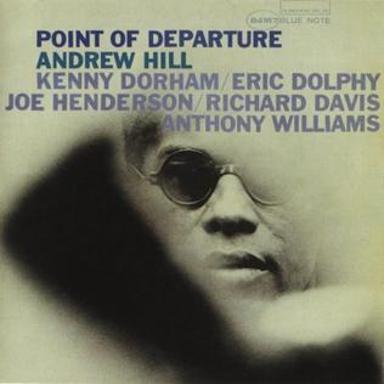 BLUE NOTE
POINT OF DEPARTURE
ANDREW HILL
KENNY DORHAM/ERIC DOLPHY
JOE HENDERSON/RICHARD DAVIS
ANTHONY WILLIAMS